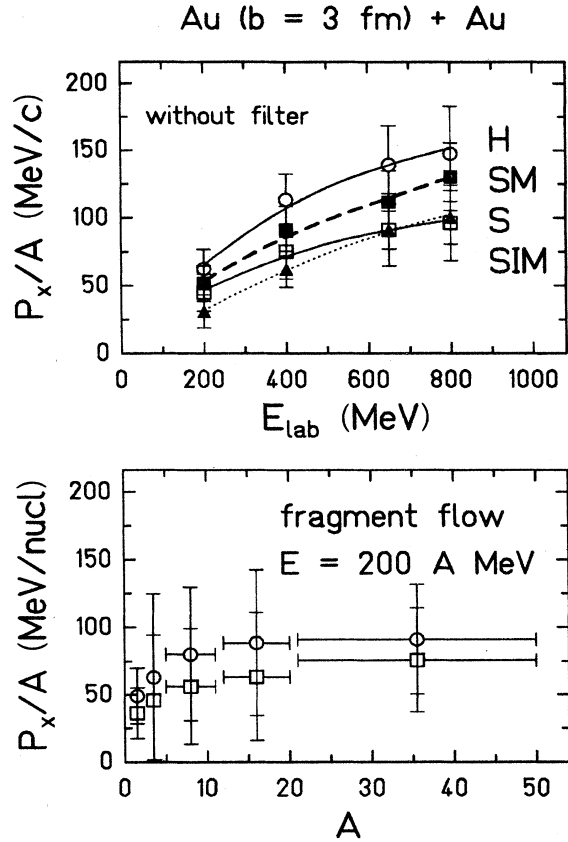 Au (b = 3 fm) + Au
200
150
100
50
0
P_x/A (MeV/c)
without filter
H
SM
S
SIM
0 200 400 600 800 1000
E_lab (MeV)
200
150
100
50
0
P_x/A (MeV/nucl)
fragment flow
E = 200 A MeV
0 10 20 30 40 50
A